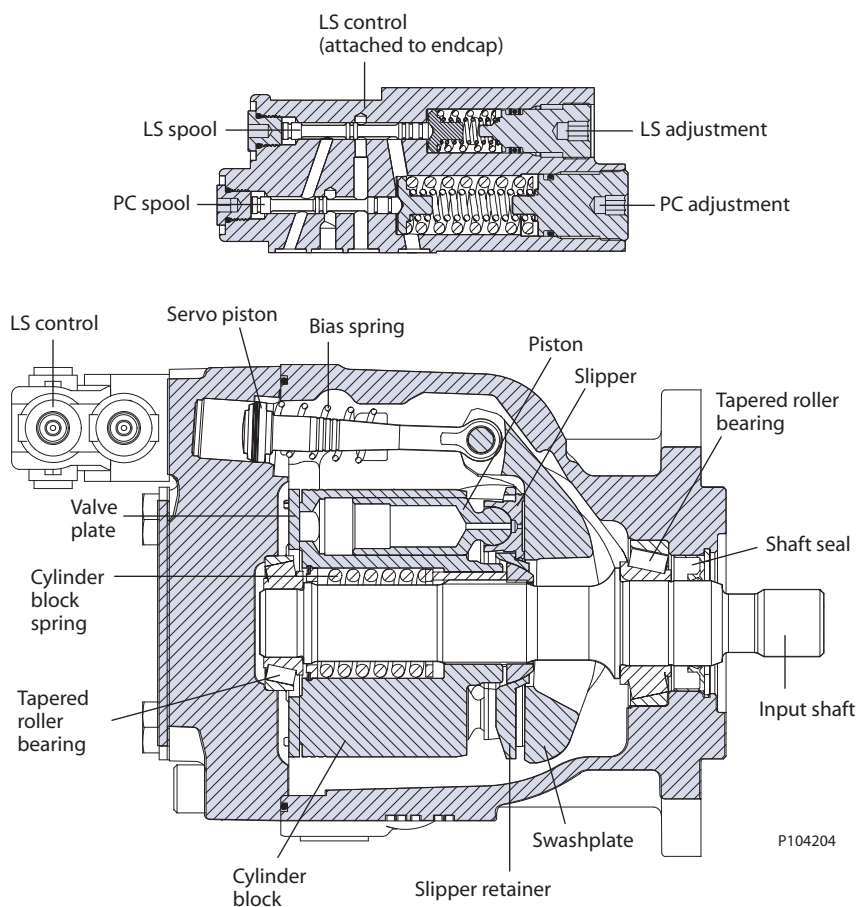 LS control
(attached to endcap)
LS spool
LS adjustment
PC spool
PC adjustment
LS control
Servo piston
Bias spring
Piston
Slipper
Tapered roller
bearing
Valve
plate
Shaft seal
Cylinder
block
spring
Tapered
roller
bearing
Input shaft
Swashplate
P104204
Cylinder
block
Slipper retainer